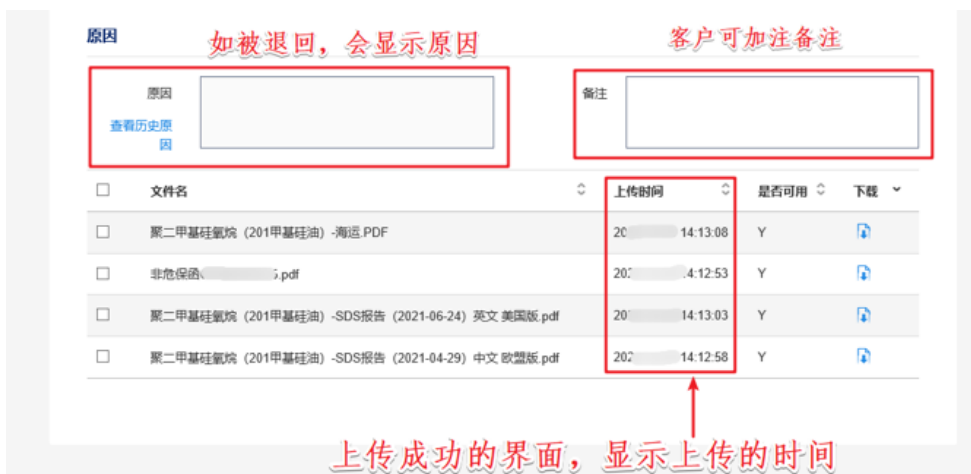 原因
如被退回，会显示原因
客户可加注备注
原因
查看历史原
因
备注
文件名 上传时间 是否可用 下载
聚二甲基硅氧烷（201甲基硅油）-海运.PDF 14:13:08 Y
非危保函 .pdf 4:12:53 Y
聚二甲基硅氧烷（201甲基硅油）-SDS报告（2021-06-24）英文 美国版.pdf 14:13:03 Y
聚二甲基硅氧烷（201甲基硅油）-SDS报告（2021-04-29）中文 欧盟版.pdf 14:12:58 Y
上传成功的界面，显示上传的时间